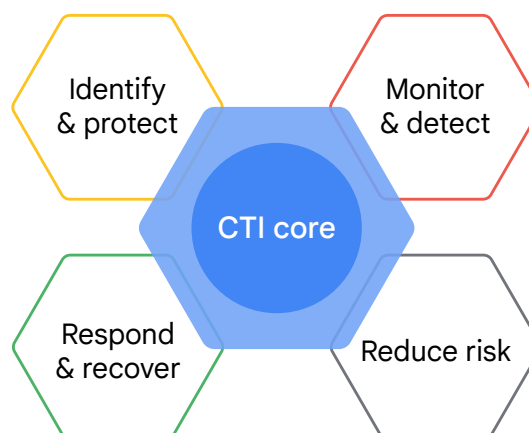 Identify
& protect
Monitor
& detect
CTI core
Respond
& recover
Reduce risk